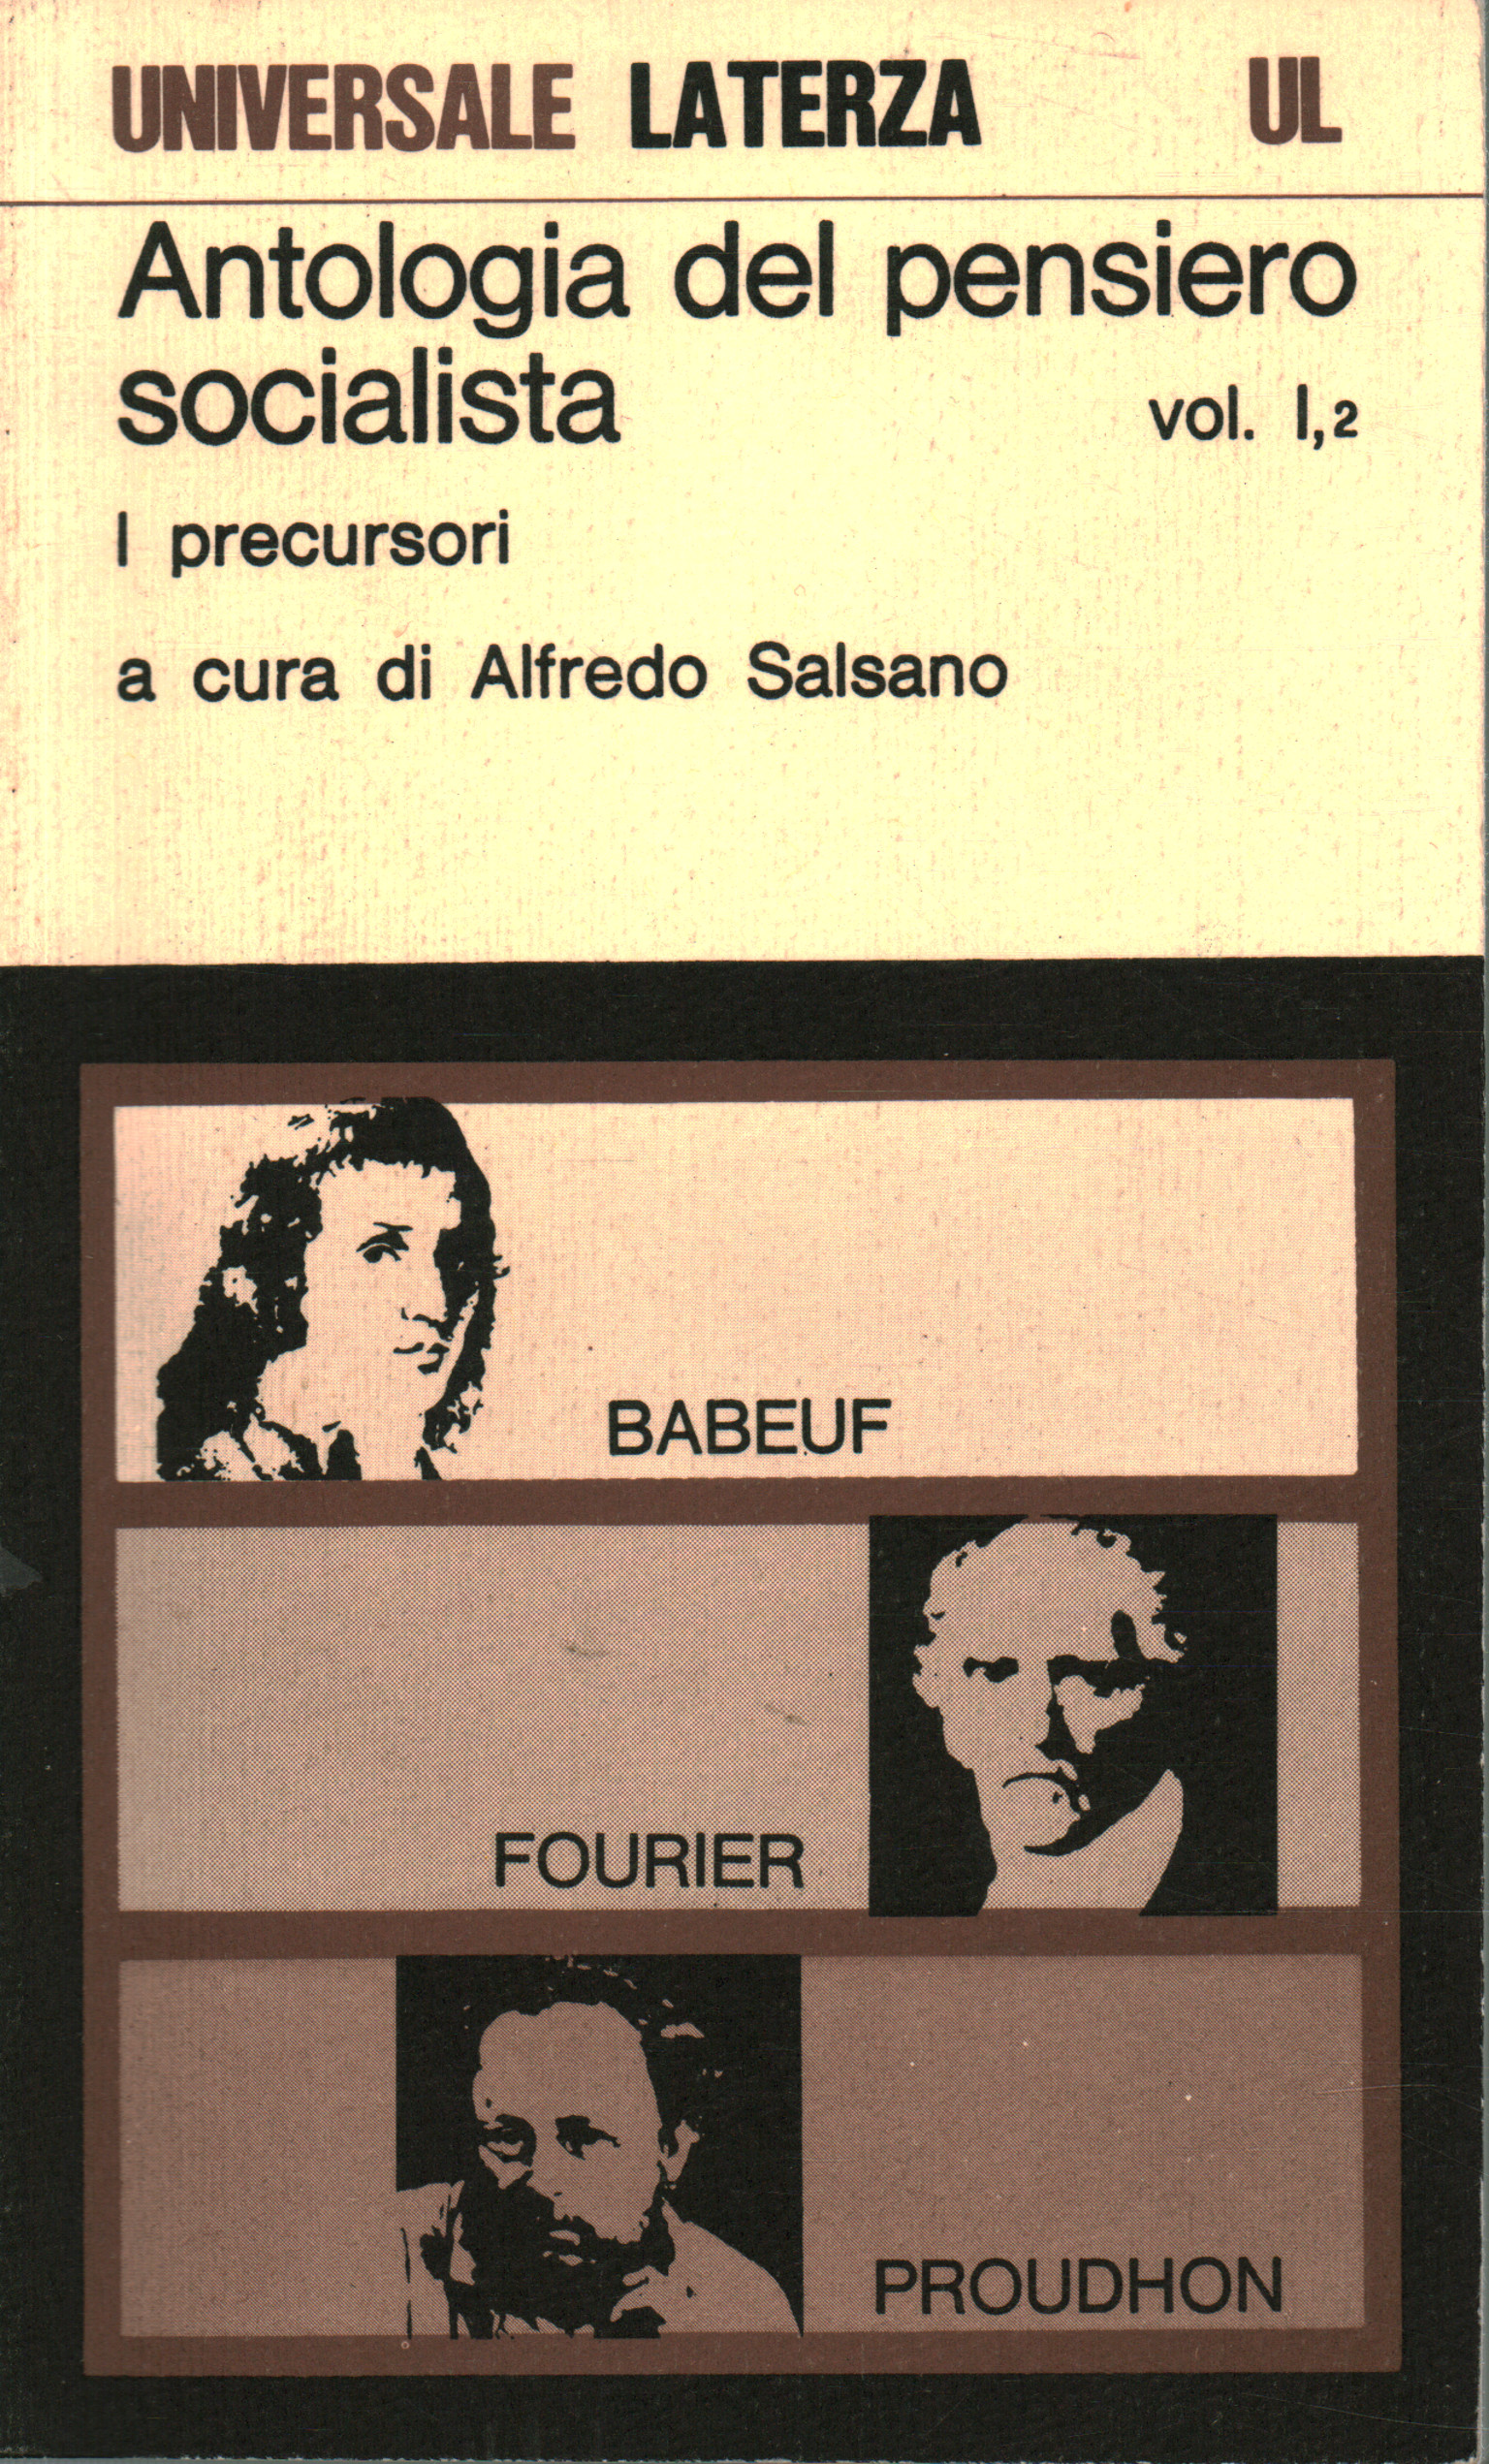 UNIVERSALE LATERZA UL
Antologia del pensiero
socialista vol. I,2
I precursori
a cura di Alfredo Salsano
BABEUF
FOURIER
PROUDHON